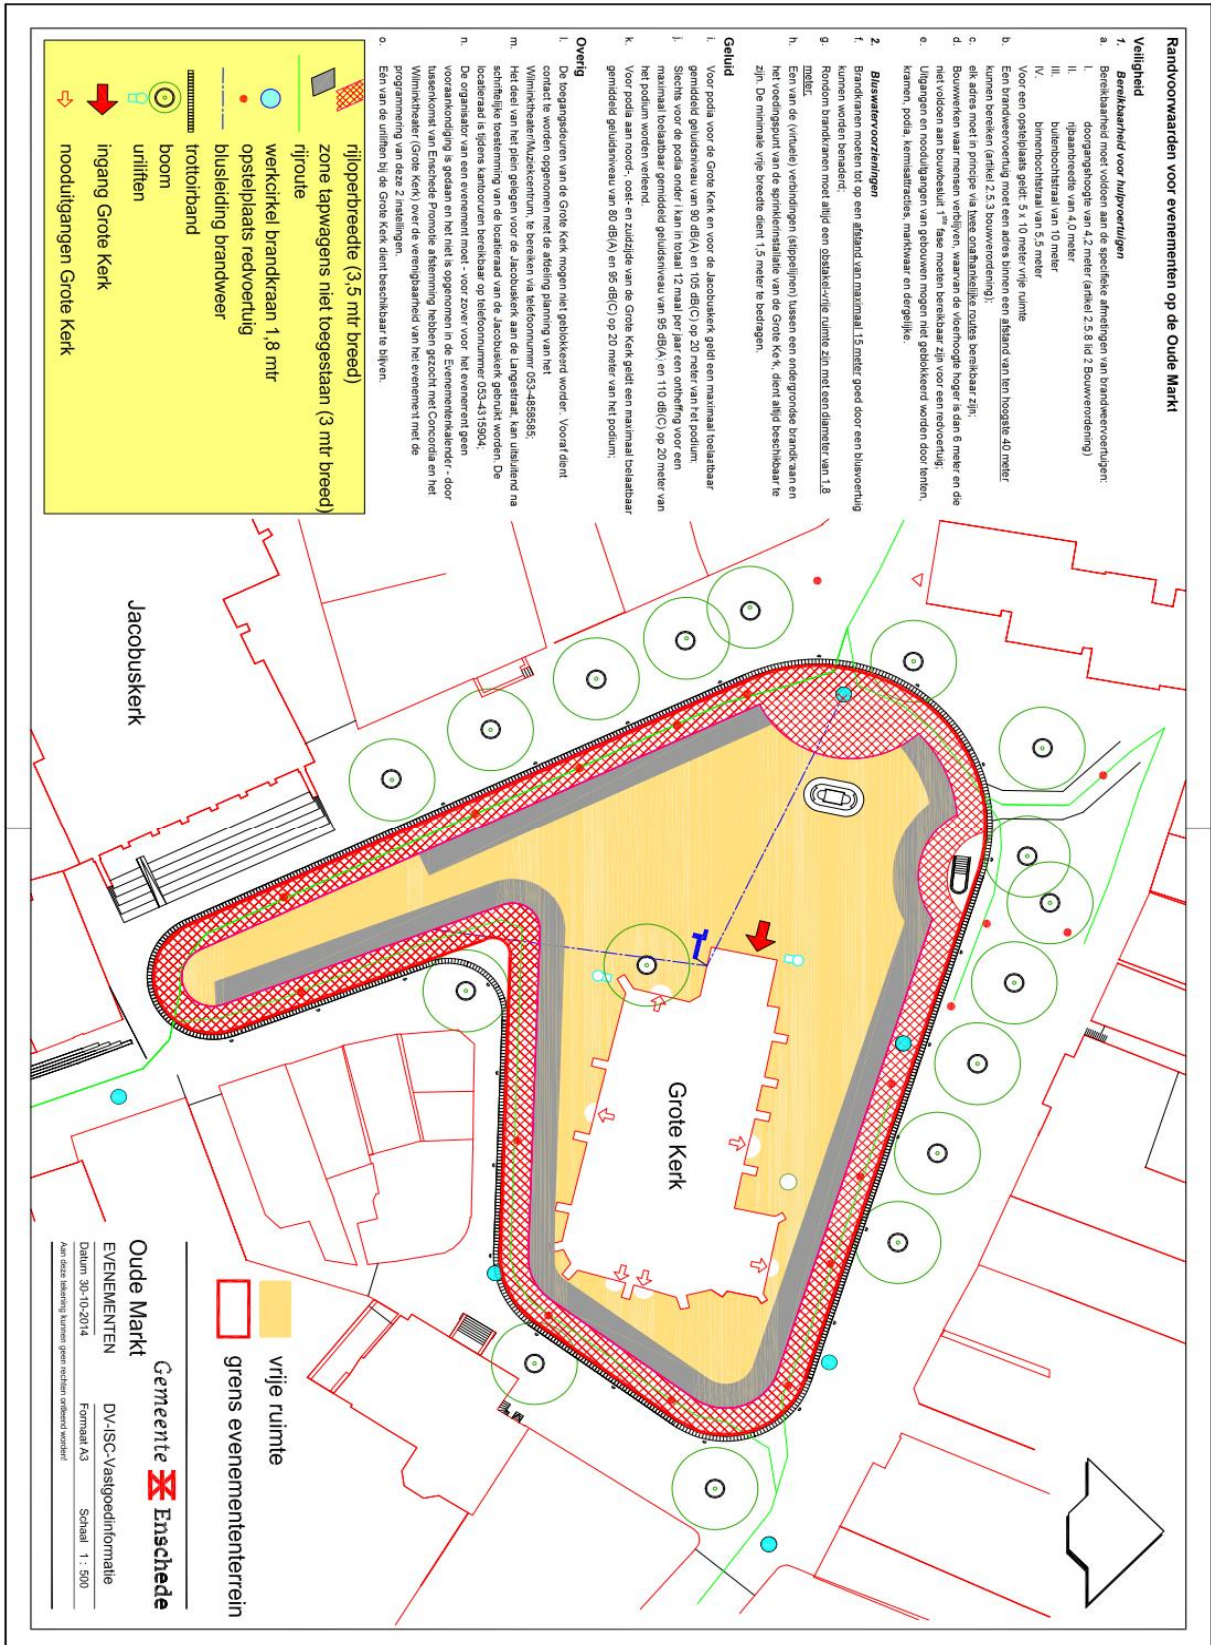 Randvoorwaarden voor evenementen op de Oude Markt
Veiligheid
1. Bereikbaarheid voor hulpvoertuigen
a. Bereikbaarheid moet voldoen aan de specifieke afmetingen van brandweervoertuigen:
I. doorgangshoogte van 4,2 meter (artikel 2.5.8 lid 2 Bouwverordening)
II. rijbaanbreedte van 4,0 meter
III. buitenbochtstraal van 10 meter
IV. binnenbochtstraal van 5,5 meter
Voor een opstelplaats geldt: 5 x 10 meter vrije ruimte
b. Een brandweervoertuig moet een adres binnen een afstand van ten hoogste 40 meter
kunnen bereiken (artikel 2.5.3 bouwverordening);
c. elk adres moet in principe via twee onafhankelijke routes bereikbaar zijn;
d. Bouwwerken waar mensen verblijven, waarvan de vloerhoogte hoger is dan 6 meter en die
niet voldoen aan bouwbesluit 1ste fase moeten bereikbaar zijn voor een redvoertuig;
e. Uitgangen en nooduitgangen van gebouwen mogen niet geblokkeerd worden door tenten,
kramen, podia, kermisattracties, marktwaar en dergelijke.
2. Bluswatervoorzieningen
f. Brandkranen moeten tot op een afstand van maximaal 15 meter goed door een blusvoertuig
kunnen worden benaderd;
g. Rondom brandkranen moet altijd een obstakel-vrije ruimte zijn met een diameter van 1,8
meter;
h. Een van de (virtuele) verbindingen (stippellijnen) tussen een ondergrondse brandkraan en
het voedingspunt van de sprinklerinstallatie van de Grote Kerk, dient altijd beschikbaar te
zijn. De minimale vrije breedte dient 1,5 meter te bedragen.
Geluid
i. Voor podia voor de Grote Kerk en voor de Jacobuskerk geldt een maximaal toelaatbaar
gemiddeld geluidsniveau van 90 dB(A) en 105 dB(C) op 20 meter van het podium;
j. Slechts voor de podia onder i kan in totaal 12 maal per jaar een ontheffing voor een
maximaal toelaatbaar gemiddeld geluidsniveau van 95 dB(A) en 110 dB(C) op 20 meter van
het podium worden verleend.
k. Voor podia aan noord-, oost- en zuidzijde van de Grote Kerk geldt een maximaal toelaatbaar
gemiddeld geluidsniveau van 80 dB(A) en 95 dB(C) op 20 meter van het podium;
Overig
l. De toegangsdeuren van de Grote Kerk mogen niet geblokkeerd worden. Vooraf dient
contact te worden opgenomen met de afdeling planning van het
Wilminktheater/Muziekcentrum, te bereiken via telefoonnummer 053-4858585;
m. Het deel van het plein gelegen voor de Jacobuskerk aan de Langestraat, kan uitsluitend na
schriftelijke toestemming van de locatieraad van de Jacobuskerk gebruikt worden. De
locatieraad is tijdens kantooruren bereikbaar op telefoonnummer 053-4315904;
n. De organisator van een evenement moet - voor zover voor het evenement geen
vooraankondiging is gedaan en het niet is opgenomen in de Evenementenkalender - door
tussenkomst van Enschede Promotie afstemming hebben gezocht met Concordia en het
Wilminktheater (Grote Kerk) over de verenigbaarheid van het evenement met de
programmering van deze 2 instellingen.
o. Eén van de uriliften bij de Grote Kerk dient beschikbaar te blijven.
rijloperbreedte (3,5 mtr breed)
zone tapwagens niet toegestaan (3 mtr breed)
rijroute
werkcirkel brandkraan 1,8 mtr
opstelplaats redvoertuig
blusleiding brandweer
trottoirband
boom
uriliften
ingang Grote Kerk
nooduitgangen Grote Kerk
Jacobuskerk
Grote Kerk
vrije ruimte
grens evenemententerrein
Gemeente Enschede
Oude Markt
EVENEMENTEN DV-ISC-Vastgoedinformatie
Datum 30-10-2014 Formaat A3 Schaal 1 : 500
Aan deze tekening kunnen geen rechten ontleend worden!